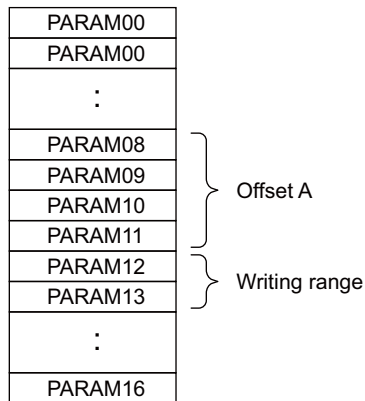 PARAM00
PARAM00
:
PARAM08
PARAM09
PARAM10
PARAM11
Offset A
PARAM12
PARAM13
Writing range
:
PARAM16